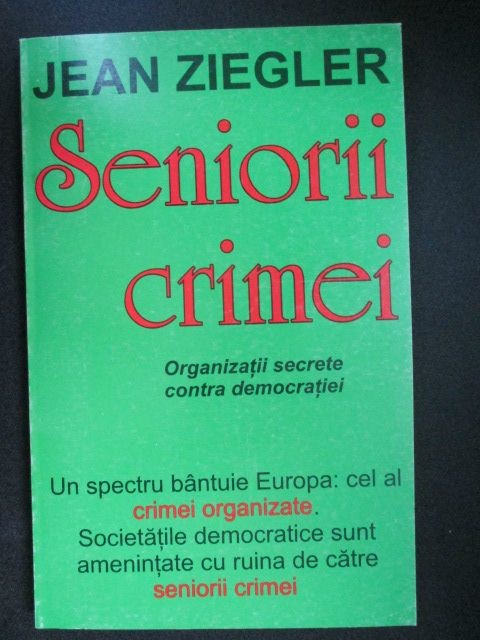 JEAN ZIEGLER
Seniorii
crimei
Organizații secrete
contra democrației
Un spectru bântuie Europa: cel al
crimei organizate.
Societățile democratice sunt
amenințate cu ruina de către
seniorii crimei